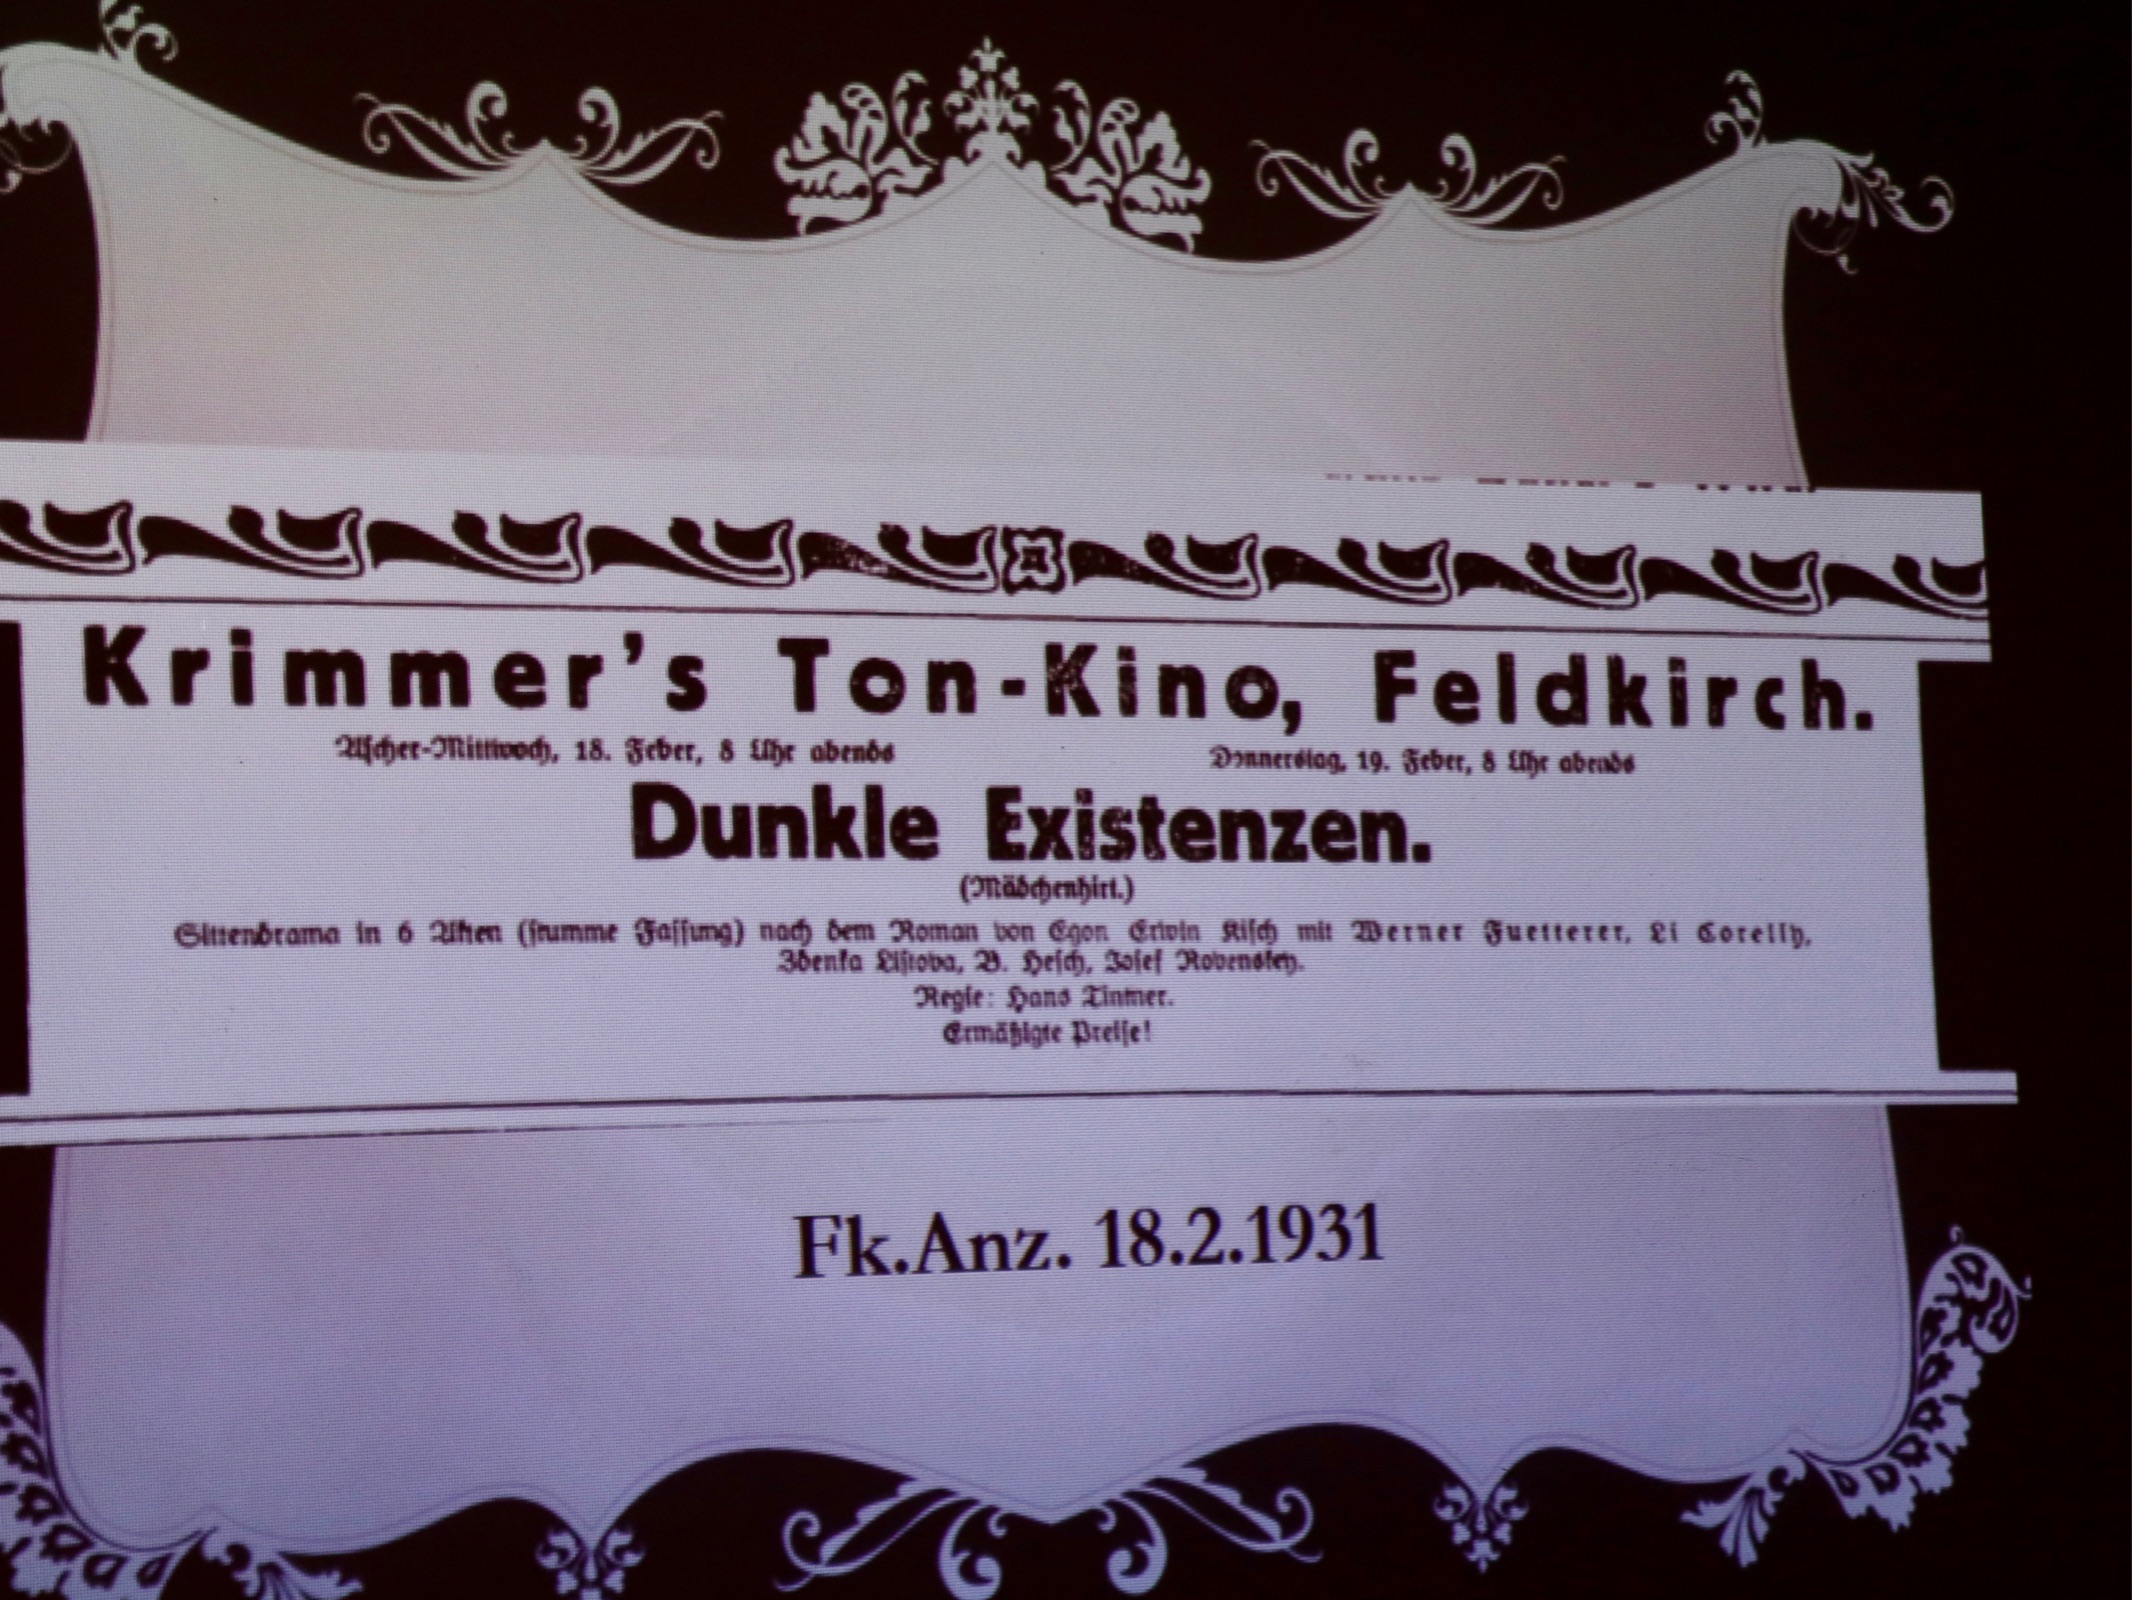 Krimmer's Ton-Kino, Feldkirch.
Ascher-Mittwoch, 18. Feber, 8 Uhr abends Donnerstag, 19. Feber, 8 Uhr abends
Dunkle Existenzen.
(Mädchenhirt.)
Sittendrama in 6 Akten (stumme Fassung) nach dem Roman von Egon Erwin Kisch mit Werner Fuetterer, Li Corelly,
Zdenka Listova, V. Hesch, Josef Rovensky.
Regie: Hans Tintner.
Ermäßigte Preise!
Fk.Anz. 18.2.1931